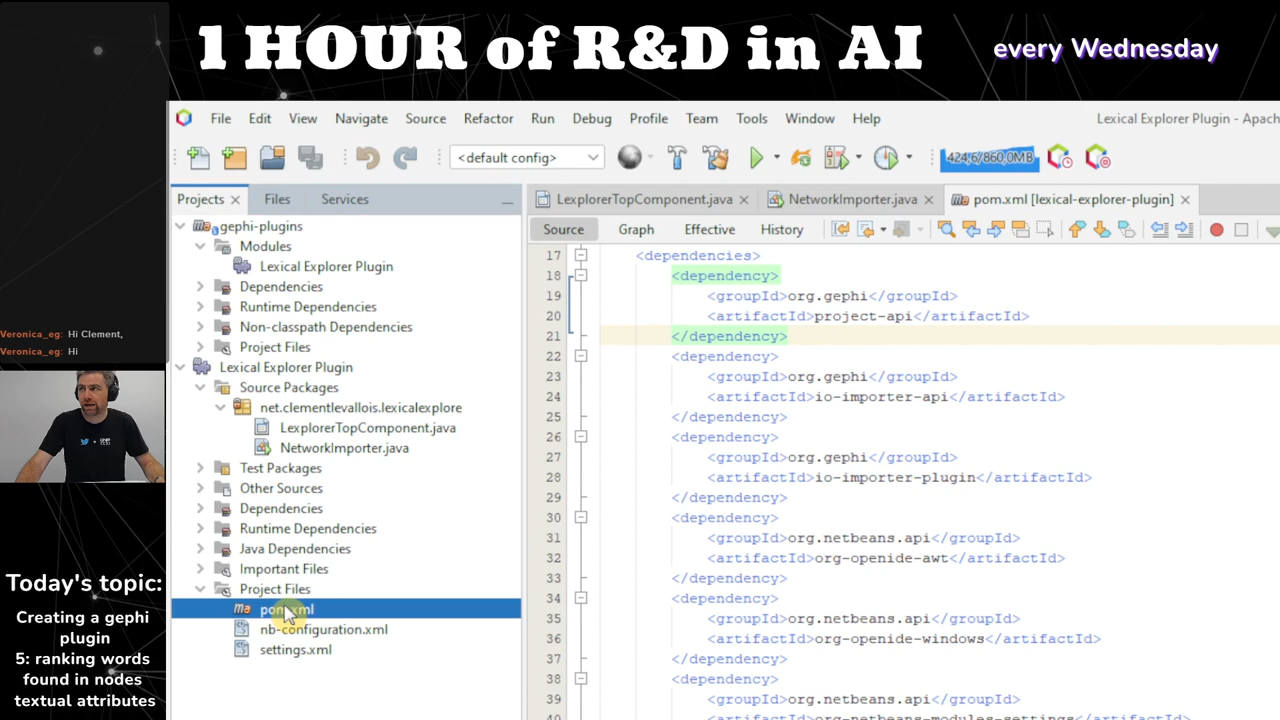 1 HOUR of R&D in AI
every Wednesday
File Edit View Navigate Source Refactor Run Debug Profile Team Tools Window Help
Lexical Explorer Plugin - Apach
<default config>
424,6/860,0MB
Projects Files Services
LexplorerTopComponent.java NetworkImporter.java pom.xml [lexical-explorer-plugin]
Source Graph Effective History
gephi-plugins
Modules
Lexical Explorer Plugin
Dependencies
Runtime Dependencies
Non-classpath Dependencies
Project Files
Lexical Explorer Plugin
Source Packages
net.clementlevallois.lexicalexplore
LexplorerTopComponent.java
NetworkImporter.java
Test Packages
Other Sources
Dependencies
Runtime Dependencies
Java Dependencies
Important Files
Project Files
pom.xml
nb-configuration.xml
settings.xml
17 <dependencies>
18 <dependency>
19 <groupId>org.gephi</groupId>
20 <artifactId>project-api</artifactId>
21 </dependency>
22 <dependency>
23 <groupId>org.gephi</groupId>
24 <artifactId>io-importer-api</artifactId>
25 </dependency>
26 <dependency>
27 <groupId>org.gephi</groupId>
28 <artifactId>io-importer-plugin</artifactId>
29 </dependency>
30 <dependency>
31 <groupId>org.netbeans.api</groupId>
32 <artifactId>org-openide-awt</artifactId>
33 </dependency>
34 <dependency>
35 <groupId>org.netbeans.api</groupId>
36 <artifactId>org-openide-windows</artifactId>
37 </dependency>
38 <dependency>
39 <groupId>org.netbeans.api</groupId>
40 <artifactId>org-netbeans-modules-settings</artifactId>
Veronica_eg: Hi Clement,
Veronica_eg: Hi
Today's topic:
Creating a gephi
plugin
5: ranking words
found in nodes
textual attributes